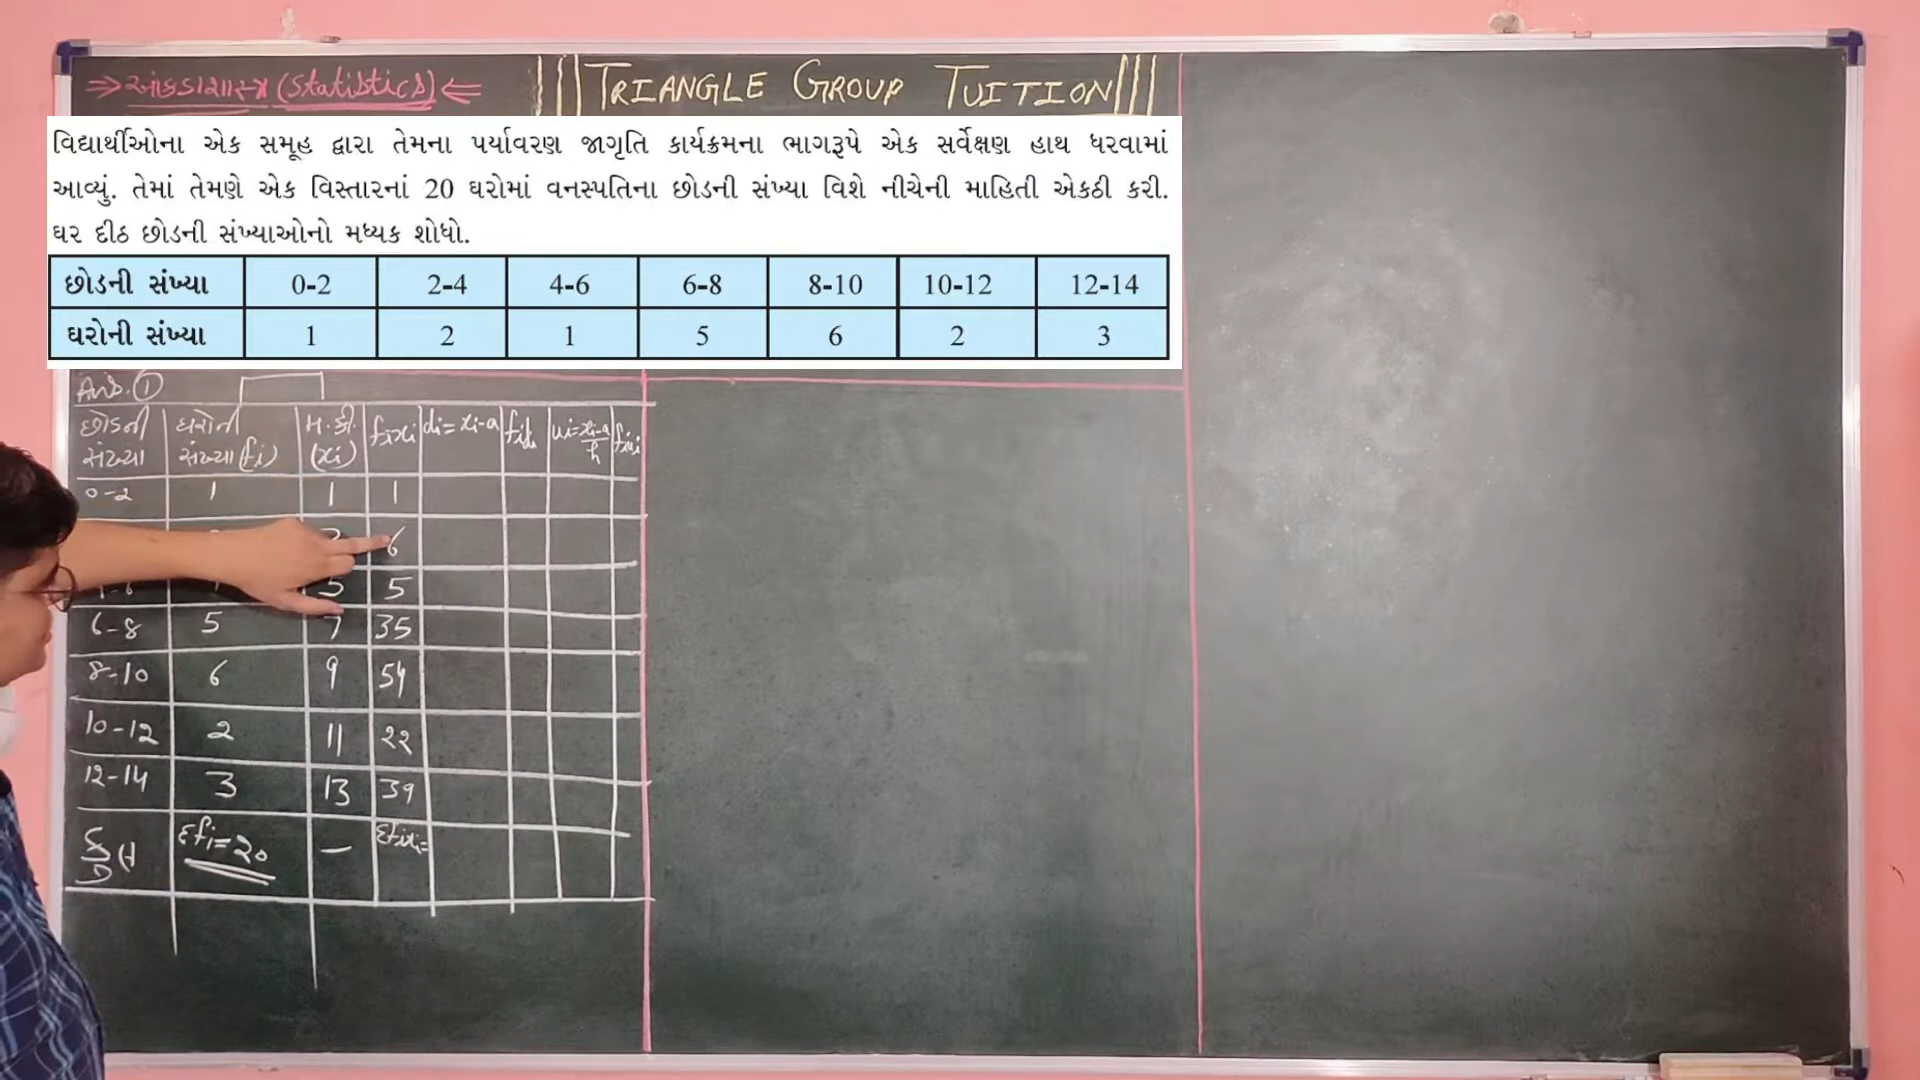 ⇒ આંકડાશાસ્ત્ર (Statistics) ⇐
TRIANGLE GROUP TUITION
વિદ્યાર્થીઓના એક સમૂહ દ્વારા તેમના પર્યાવરણ જાગૃતિ કાર્યક્રમના ભાગરૂપે એક સર્વેક્ષણ હાથ ધરવામાં
આવ્યું. તેમાં તેમણે એક વિસ્તારનાં 20 ઘરોમાં વનસ્પતિના છોડની સંખ્યા વિશે નીચેની માહિતી એકઠી કરી.
ઘર દીઠ છોડની સંખ્યાઓનો મધ્યક શોધો.
છોડની સંખ્યા 0-2 2-4 4-6 6-8 8-10 10-12 12-14
ઘરોની સંખ્યા 1 2 1 5 6 2 3
Ans. ①
છોડની સંખ્યા ઘરોની સંખ્યા (fi) મ.કી. (xi) fixi di = xi-a fidi ui = xi-a/h fiui
0-2 1 1 1
6
5 5
6-8 5 7 35
8-10 6 9 54
10-12 2 11 22
12-14 3 13 39
કુલ Σfi = 20 — Σfixi =